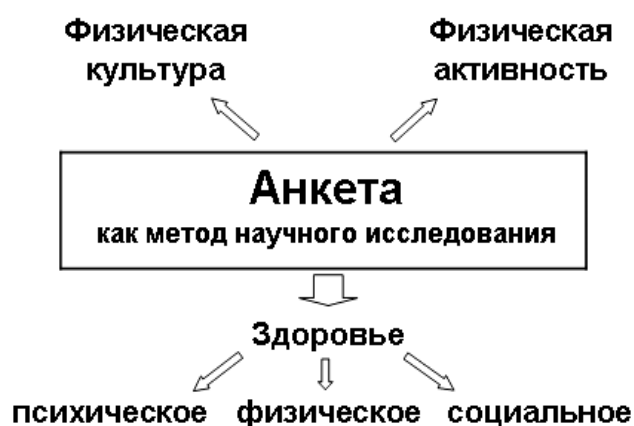 Физическая
культура
Физическая
активность
Анкета
как метод научного исследования
Здоровье
психическое физическое социальное